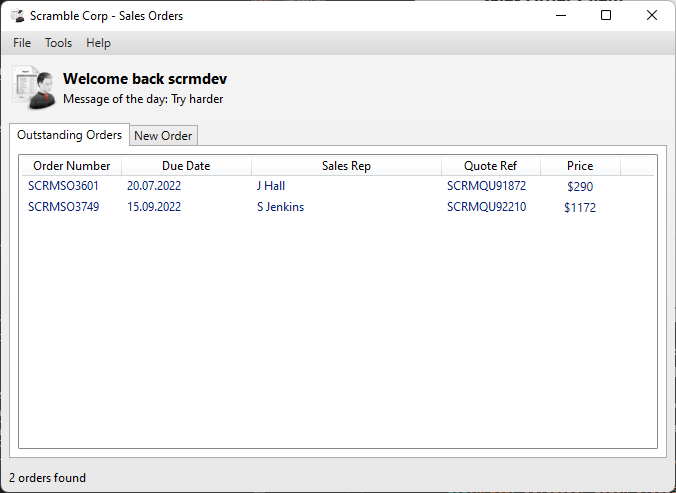 Scramble Corp - Sales Orders
File Tools Help
Welcome back scrmdev
Message of the day: Try harder
Outstanding Orders New Order
Order Number Due Date Sales Rep Quote Ref Price
SCRMSO3601 20.07.2022 J Hall SCRMQU91872 $290
SCRMSO3749 15.09.2022 S Jenkins SCRMQU92210 $1172
2 orders found